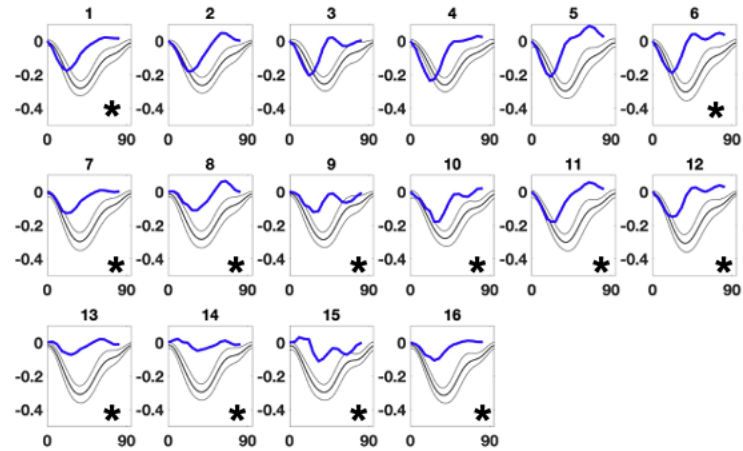 1 2 3 4 5 6
0 0 0 0 0 0
-0.2 -0.2 -0.2 -0.2 -0.2 -0.2
-0.4 -0.4 -0.4 -0.4 -0.4 -0.4
* *
0 90 0 90 0 90 0 90 0 90 0 90
7 8 9 10 11 12
0 0 0 0 0 0
-0.2 -0.2 -0.2 -0.2 -0.2 -0.2
-0.4 -0.4 -0.4 -0.4 -0.4 -0.4
* * * * * *
0 90 0 90 0 90 0 90 0 90 0 90
13 14 15 16
0 0 0 0
-0.2 -0.2 -0.2 -0.2
-0.4 -0.4 -0.4 -0.4
* * * *
0 90 0 90 0 90 0 90